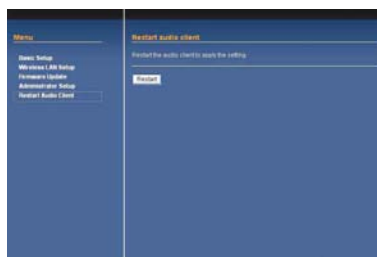 Menu
Basic Setup
Wireless LAN Setup
Firmware Update
Administrator Setup
Restart Audio Client
Restart audio client
Restart the audio client to apply the setting.
Restart